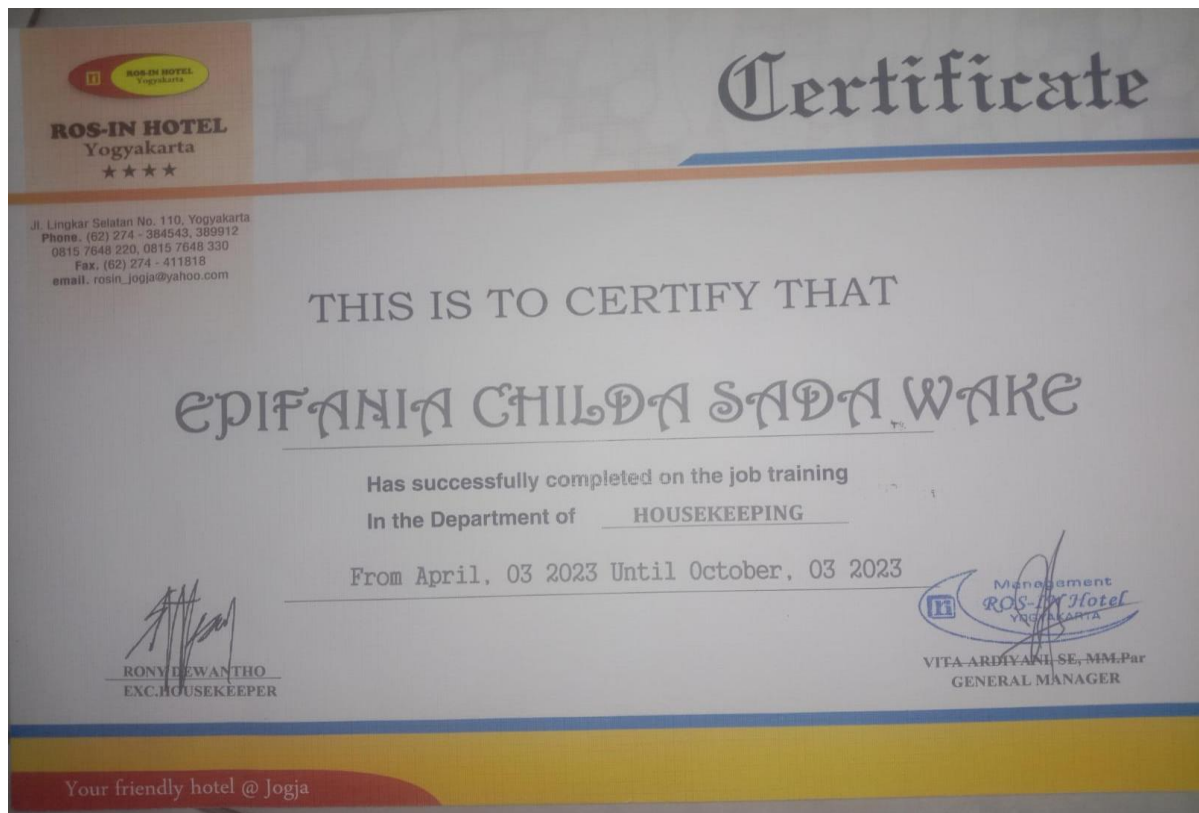 ROS-IN HOTEL
Yogyakarta
ROS-IN HOTEL
Yogyakarta
Certificate
Jl. Lingkar Selatan No. 110, Yogyakarta
Phone. (62) 274 - 384543, 389912
0815 7648 220, 0815 7648 330
Fax. (62) 274 - 411818
email. rosin_jogja@yahoo.com
THIS IS TO CERTIFY THAT
EPIFANIA CHILDA SADA WAKE
Has successfully completed on the job training
In the Department of HOUSEKEEPING
From April, 03 2023 Until October, 03 2023
RONY DEWANTHO
EXC.HOUSEKEEPER
Management
ROS-IN Hotel
YOGYAKARTA
VITA ARDIYANI, SE, MM.Par
GENERAL MANAGER
Your friendly hotel @ Jogja